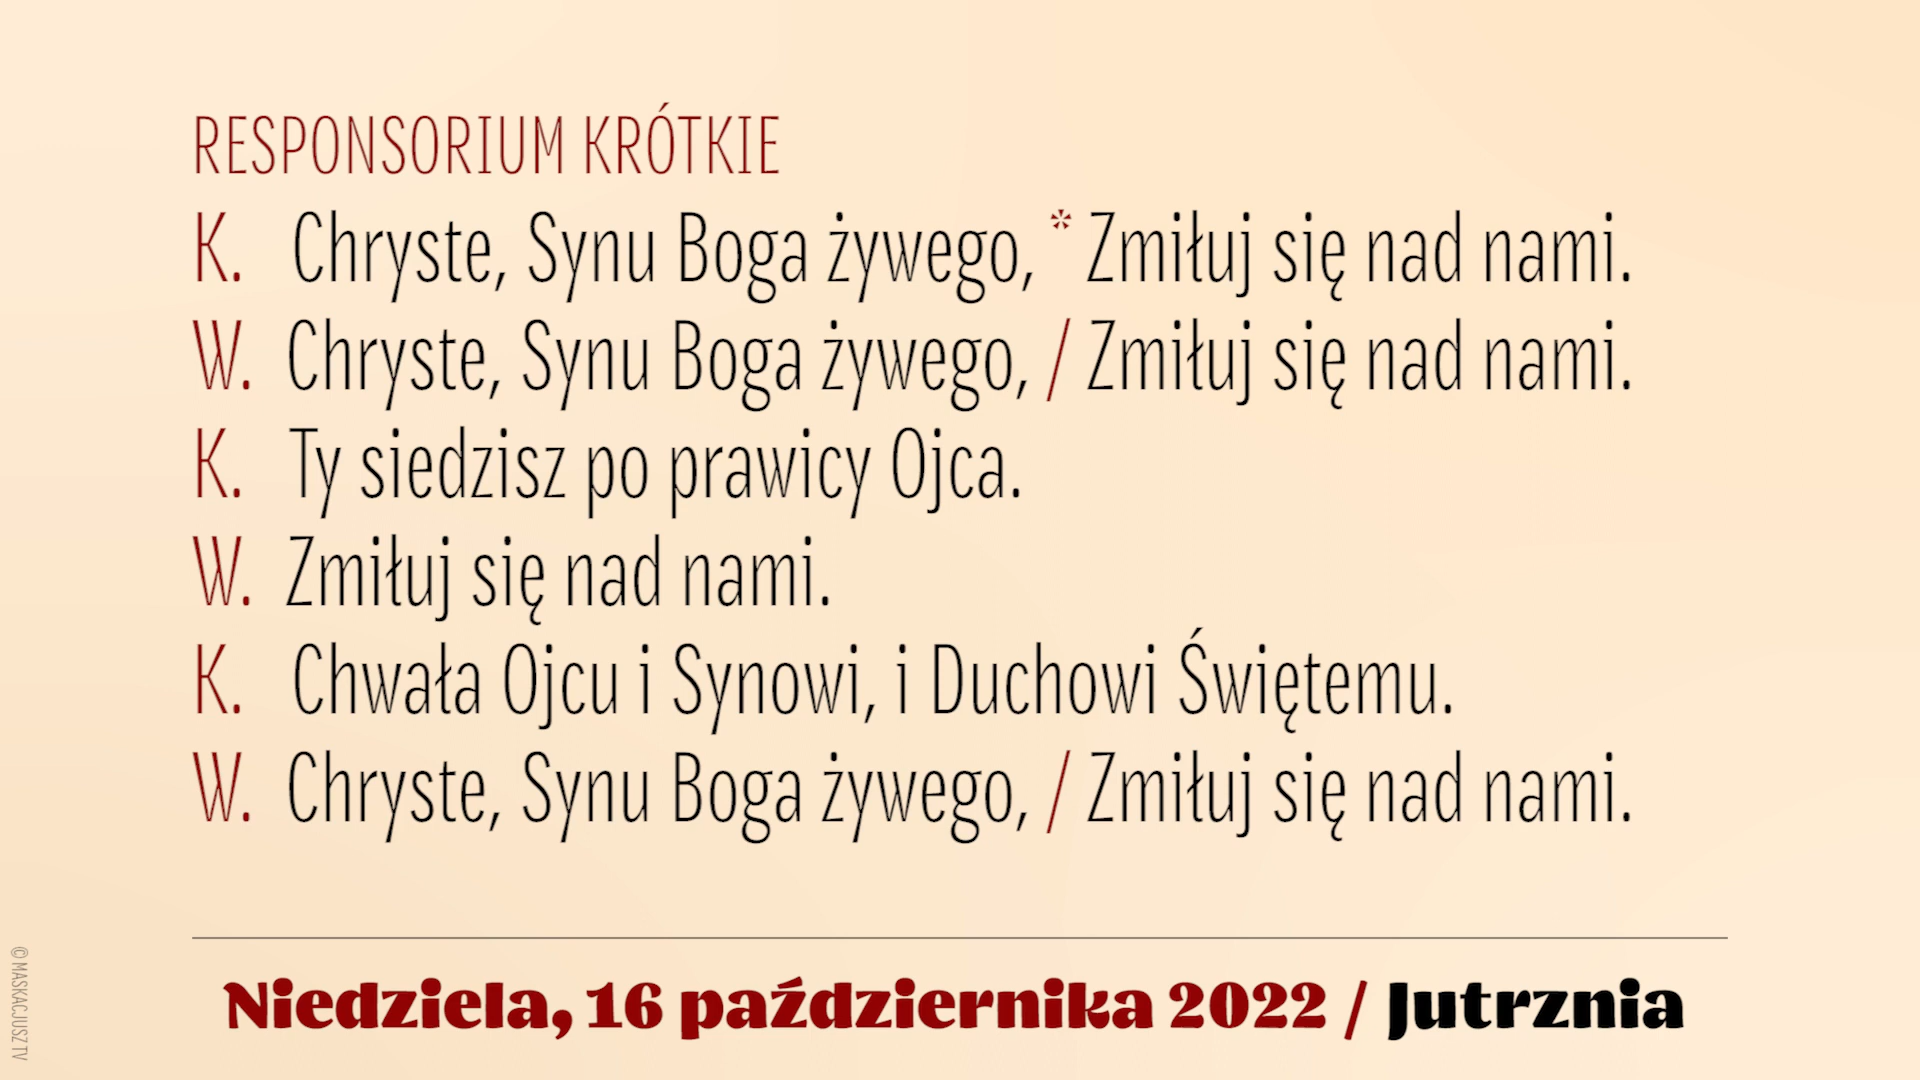 RESPONSORIUM KRÓTKIE
K. Chryste, Synu Boga żywego, * Zmiłuj się nad nami.
W. Chryste, Synu Boga żywego, / Zmiłuj się nad nami.
K. Ty siedzisz po prawicy Ojca.
W. Zmiłuj się nad nami.
K. Chwała Ojcu i Synowi, i Duchowi Świętemu.
W. Chryste, Synu Boga żywego, / Zmiłuj się nad nami.
Niedziela, 16 października 2022 / Jutrznia
© MASKACJUSZ TV